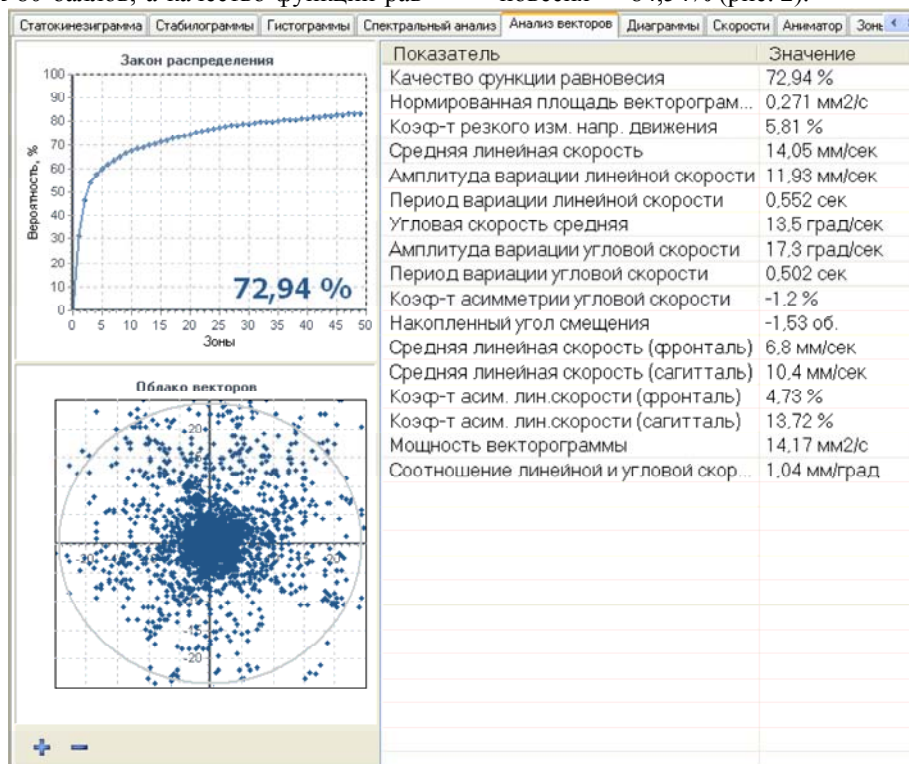 Статокинезиграмма Стабилограммы Гистограммы Спектральный анализ Анализ векторов Диаграммы Скорости Аниматор
Закон распределения
100
90
80
70
60
50
40
30
20
10
0
Вероятность, %
72,94 %
0 5 10 15 20 25 30 35 40 45 50
Зоны
Облако векторов
20
-20
Показатель Значение
Качество функции равновесия 72,94 %
Нормированная площадь векторограм... 0,271 мм2/с
Коэф-т резкого изм. напр. движения 5,81 %
Средняя линейная скорость 14,05 мм/сек
Амплитуда вариации линейной скорости 11,93 мм/сек
Период вариации линейной скорости 0,552 сек
Угловая скорость средняя 13,5 град/сек
Амплитуда вариации угловой скорости 17,3 град/сек
Период вариации угловой скорости 0,502 сек
Коэф-т асимметрии угловой скорости -1.2 %
Накопленный угол смещения -1,53 об.
Средняя линейная скорость (фронталь) 6,8 мм/сек
Средняя линейная скорость (сагитталь) 10,4 мм/сек
Коэф-т асим. лин.скорости (фронталь) 4,73 %
Коэф-т асим. лин.скорости (сагитталь) 13,72 %
Мощность векторограммы 14,17 мм2/с
Соотношение линейной и угловой скор... 1,04 мм/град